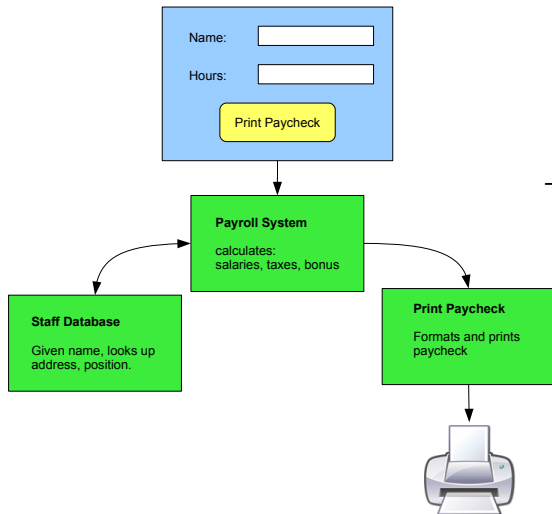 Name:
Hours:
Print Paycheck
Payroll System
calculates:
salaries, taxes, bonus
Staff Database
Given name, looks up
address, position.
Print Paycheck
Formats and prints
paycheck